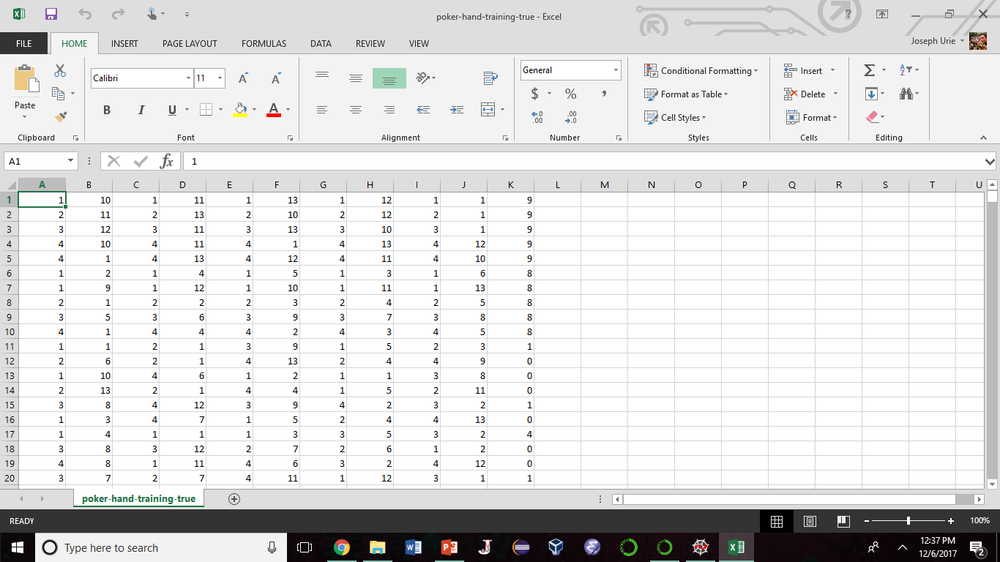 poker-hand-training-true - Excel
?
FILE HOME INSERT PAGE LAYOUT FORMULAS DATA REVIEW VIEW Joseph Urie
Calibri 11 General Conditional Formatting Insert
$ % , Format as Table Delete
Paste B I U A Cell Styles Format
Clipboard Font Alignment Number Styles Cells Editing
A1 fx 1
A B C D E F G H I J K L M N O P Q R S T U
1 1 10 1 11 1 13 1 12 1 1 9
2 2 11 2 13 2 10 2 12 2 1 9
3 3 12 3 11 3 13 3 10 3 1 9
4 4 10 4 11 4 1 4 13 4 12 9
5 4 1 4 13 4 12 4 11 4 10 9
6 1 2 1 4 1 5 1 3 1 6 8
7 1 9 1 12 1 10 1 11 1 13 8
8 2 1 2 2 2 3 2 4 2 5 8
9 3 5 3 6 3 9 3 7 3 8 8
10 4 1 4 4 4 2 4 3 4 5 8
11 1 1 2 1 3 9 1 5 2 3 1
12 2 6 2 1 4 13 2 4 4 9 0
13 1 10 4 6 1 2 1 1 3 8 0
14 2 13 2 1 4 4 1 5 2 11 0
15 3 8 4 12 3 9 4 2 3 2 1
16 1 3 4 7 1 5 2 4 4 13 0
17 1 4 1 1 1 3 3 5 3 2 4
18 3 8 3 12 2 7 2 6 1 2 0
19 4 8 1 11 4 6 3 2 4 12 0
20 3 7 2 7 4 11 1 12 3 1 1
poker-hand-training-true
READY 100%
Type here to search 12:37 PM
12/6/2017 2